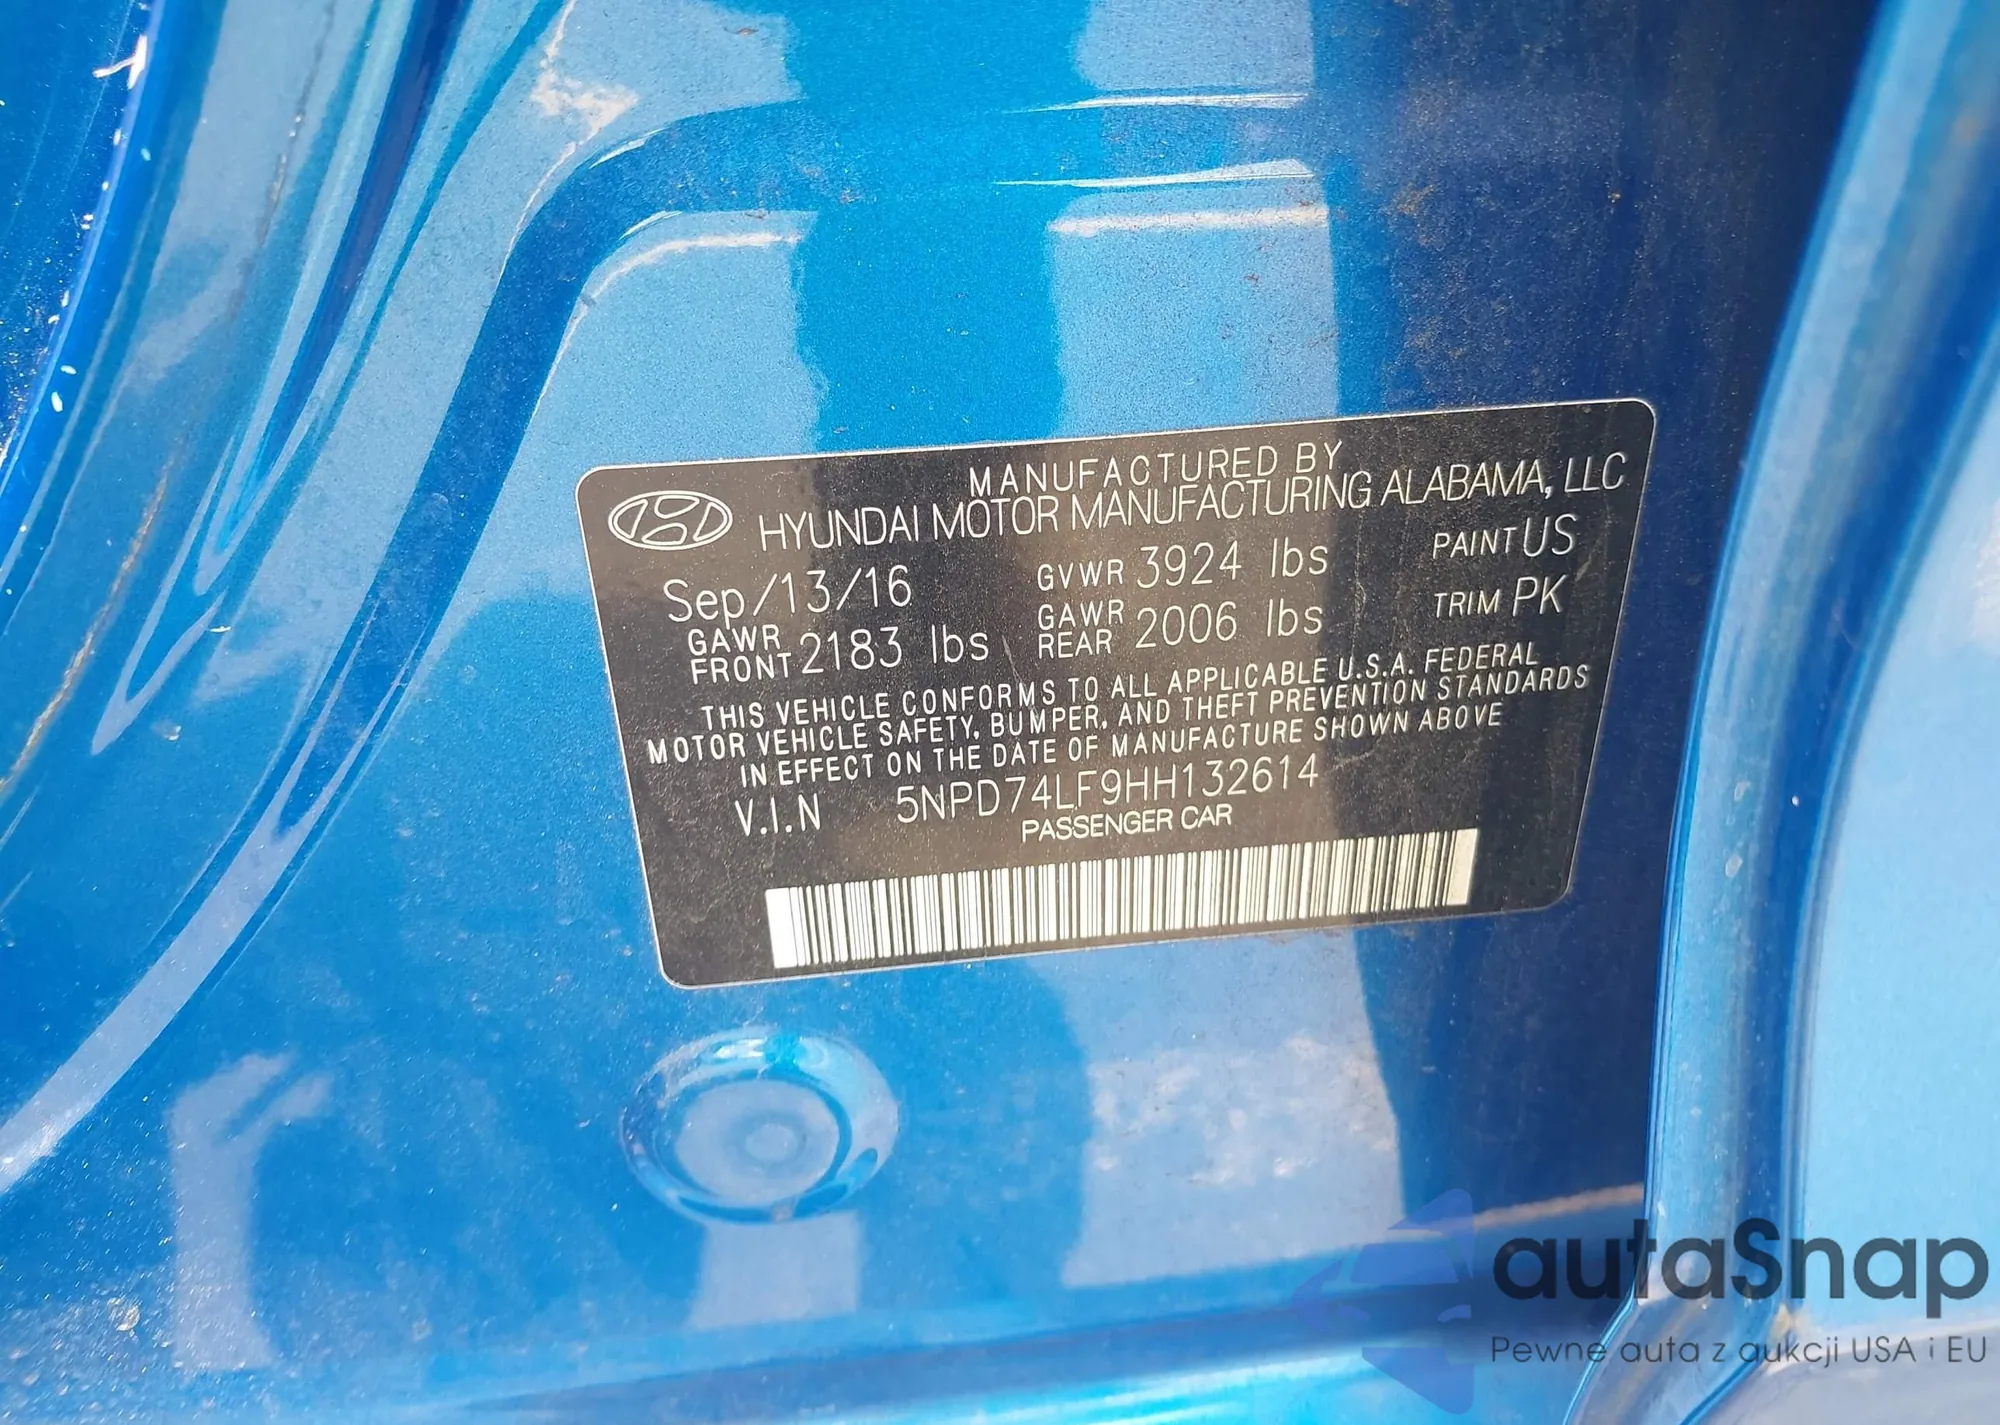 MANUFACTURED BY
HYUNDAI MOTOR MANUFACTURING ALABAMA, LLC
Sep/13/16 GVWR 3924 lbs PAINT US
GAWR FRONT 2183 lbs GAWR REAR 2006 lbs TRIM PK
THIS VEHICLE CONFORMS TO ALL APPLICABLE U.S.A. FEDERAL
MOTOR VEHICLE SAFETY, BUMPER, AND THEFT PREVENTION STANDARDS
IN EFFECT ON THE DATE OF MANUFACTURE SHOWN ABOVE
V.I.N 5NPD74LF9HH132614
PASSENGER CAR
autaSnap
Pewne auta z aukcji USA i EU